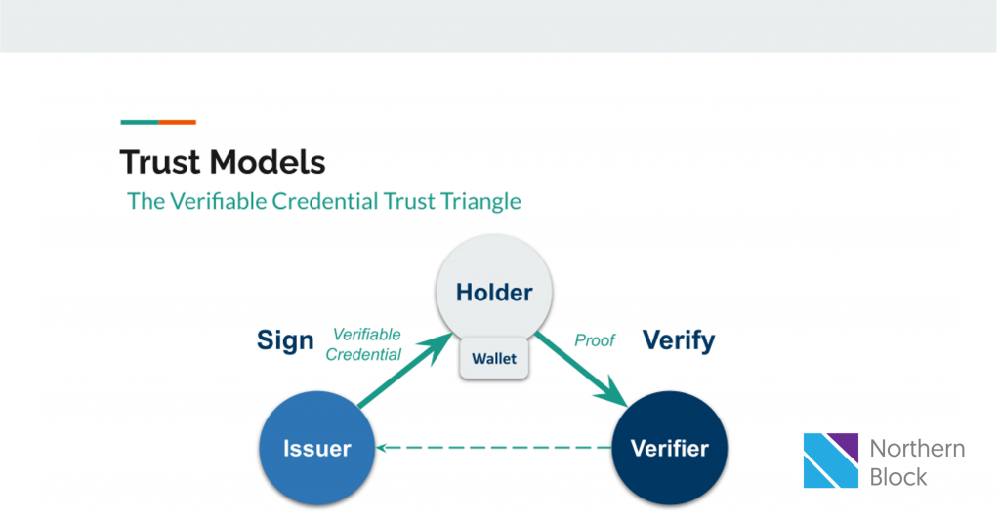 Trust Models
The Verifiable Credential Trust Triangle
Holder
Sign
Verifiable
Credential
Wallet
Proof
Verify
Issuer
Verifier
Northern
Block